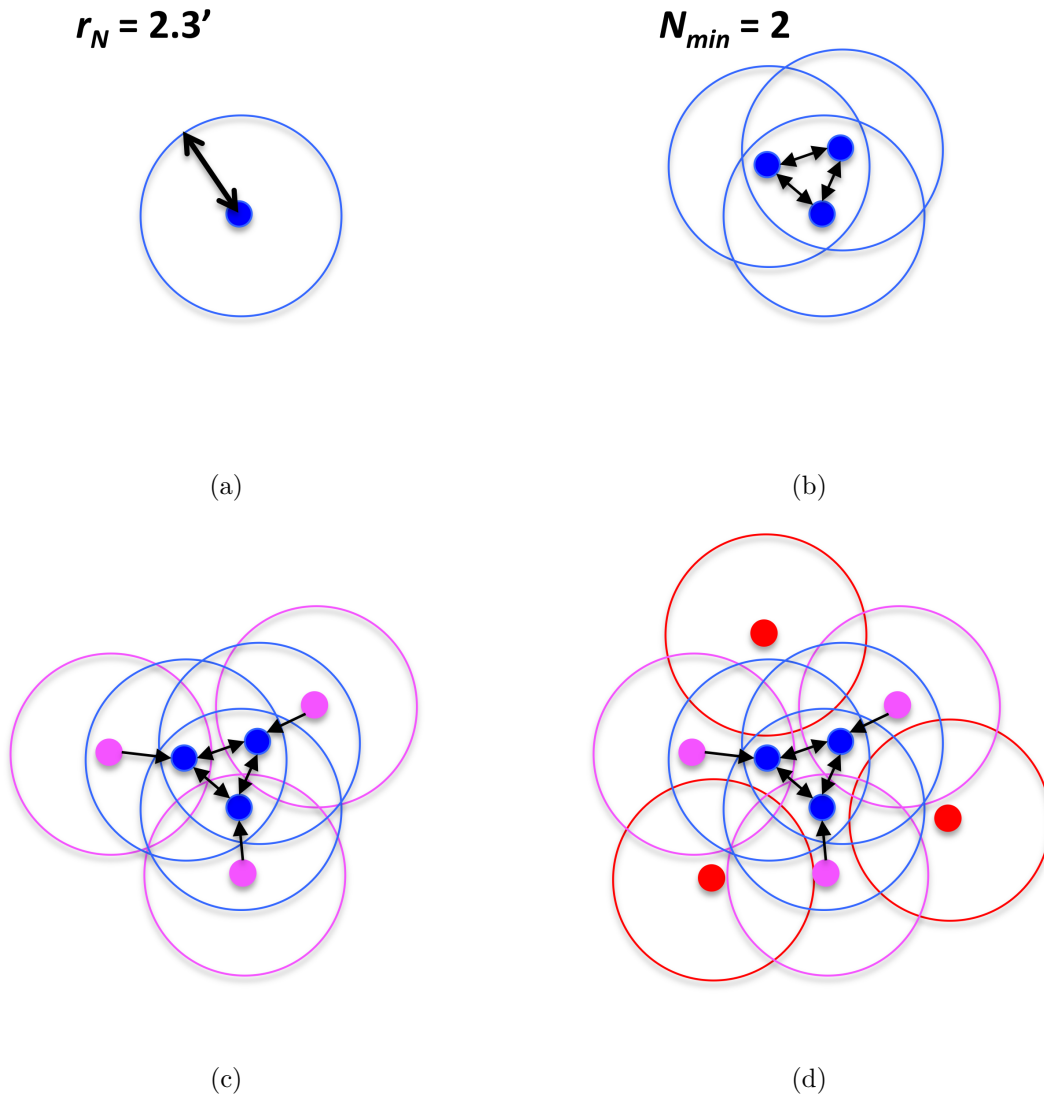 r_N = 2.3’
N_min = 2
(a)
(b)
(c)
(d)